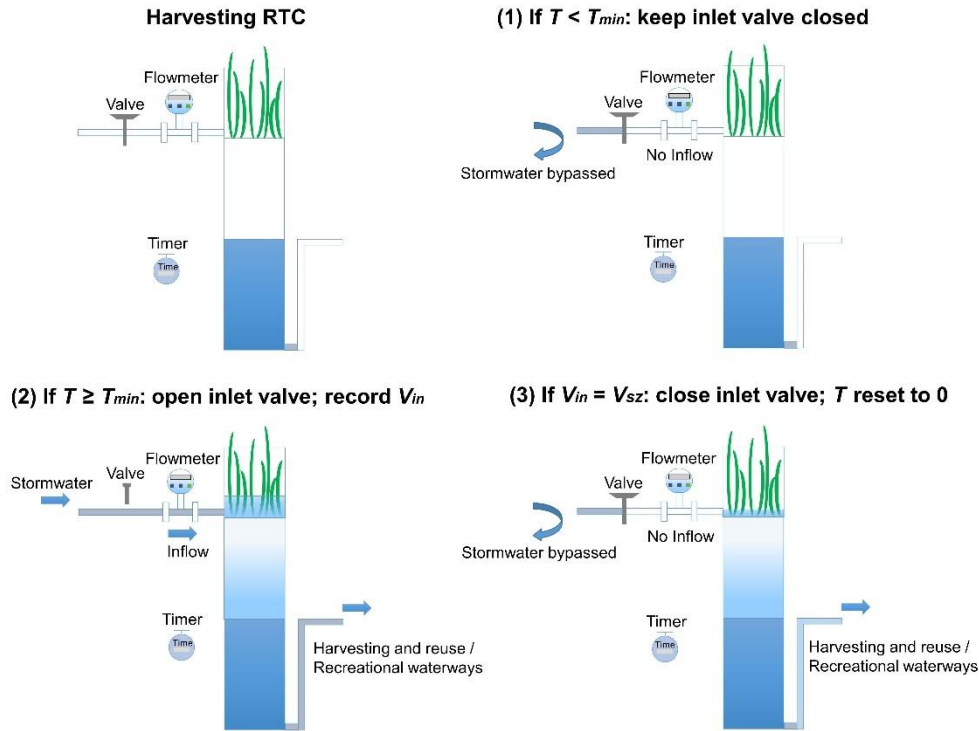 Harvesting RTC
Flowmeter
Valve
Timer
Time
(1) If T < Tmin: keep inlet valve closed
Flowmeter
Valve
No Inflow
Stormwater bypassed
Timer
Time
(2) If T ≥ Tmin: open inlet valve; record Vin
Flowmeter
Valve
Stormwater
Inflow
Timer
Time
Harvesting and reuse /
Recreational waterways
(3) If Vin = Vsz: close inlet valve; T reset to 0
Flowmeter
Valve
No Inflow
Stormwater bypassed
Timer
Time
Harvesting and reuse /
Recreational waterways